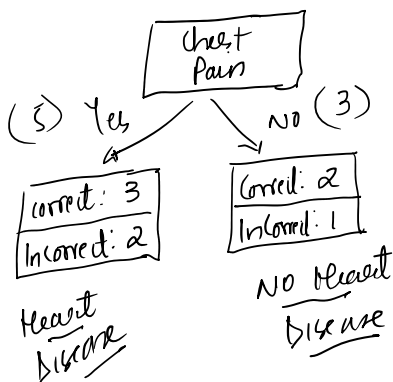 Chest
Pain
(5) Yes
NO (3)
correct: 3
Incorrect: 2
Correct: 2
InCorrect: 1
Heart
Disease
NO Heart
Disease